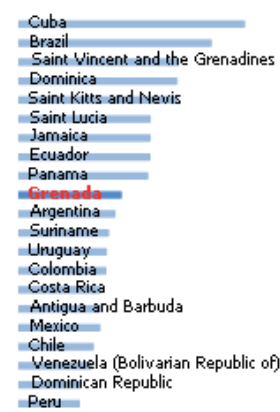 Cuba
Brazil
Saint Vincent and the Grenadines
Dominica
Saint Kitts and Nevis
Saint Lucia
Jamaica
Ecuador
Panama
Grenada
Argentina
Suriname
Uruguay
Colombia
Costa Rica
Antigua and Barbuda
Mexico
Chile
Venezuela (Bolivarian Republic of)
Dominican Republic
Peru